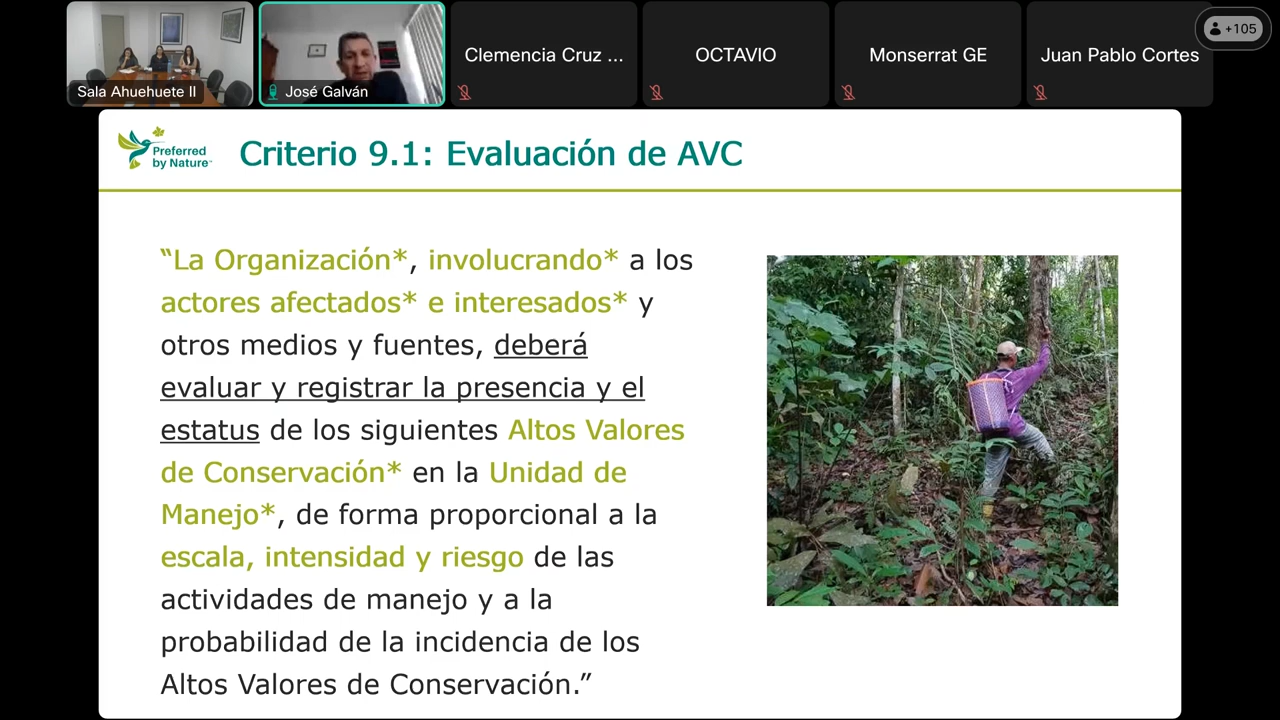 Sala Ahuehuete II
José Galván
Clemencia Cruz ...
OCTAVIO
Monserrat GE
Juan Pablo Cortes
+105
Preferred
by Nature™
Criterio 9.1: Evaluación de AVC
“La Organización*, involucrando* a los
actores afectados* e interesados* y
otros medios y fuentes, deberá
evaluar y registrar la presencia y el
estatus de los siguientes Altos Valores
de Conservación* en la Unidad de
Manejo*, de forma proporcional a la
escala, intensidad y riesgo de las
actividades de manejo y a la
probabilidad de la incidencia de los
Altos Valores de Conservación.”